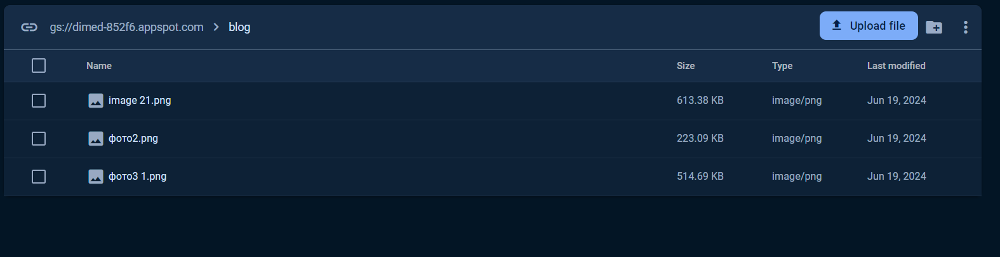 gs://dimed-852f6.appspot.com > blog Upload file
Name Size Type Last modified
image 21.png 613.38 KB image/png Jun 19, 2024
фото2.png 223.09 KB image/png Jun 19, 2024
фото3 1.png 514.69 KB image/png Jun 19, 2024